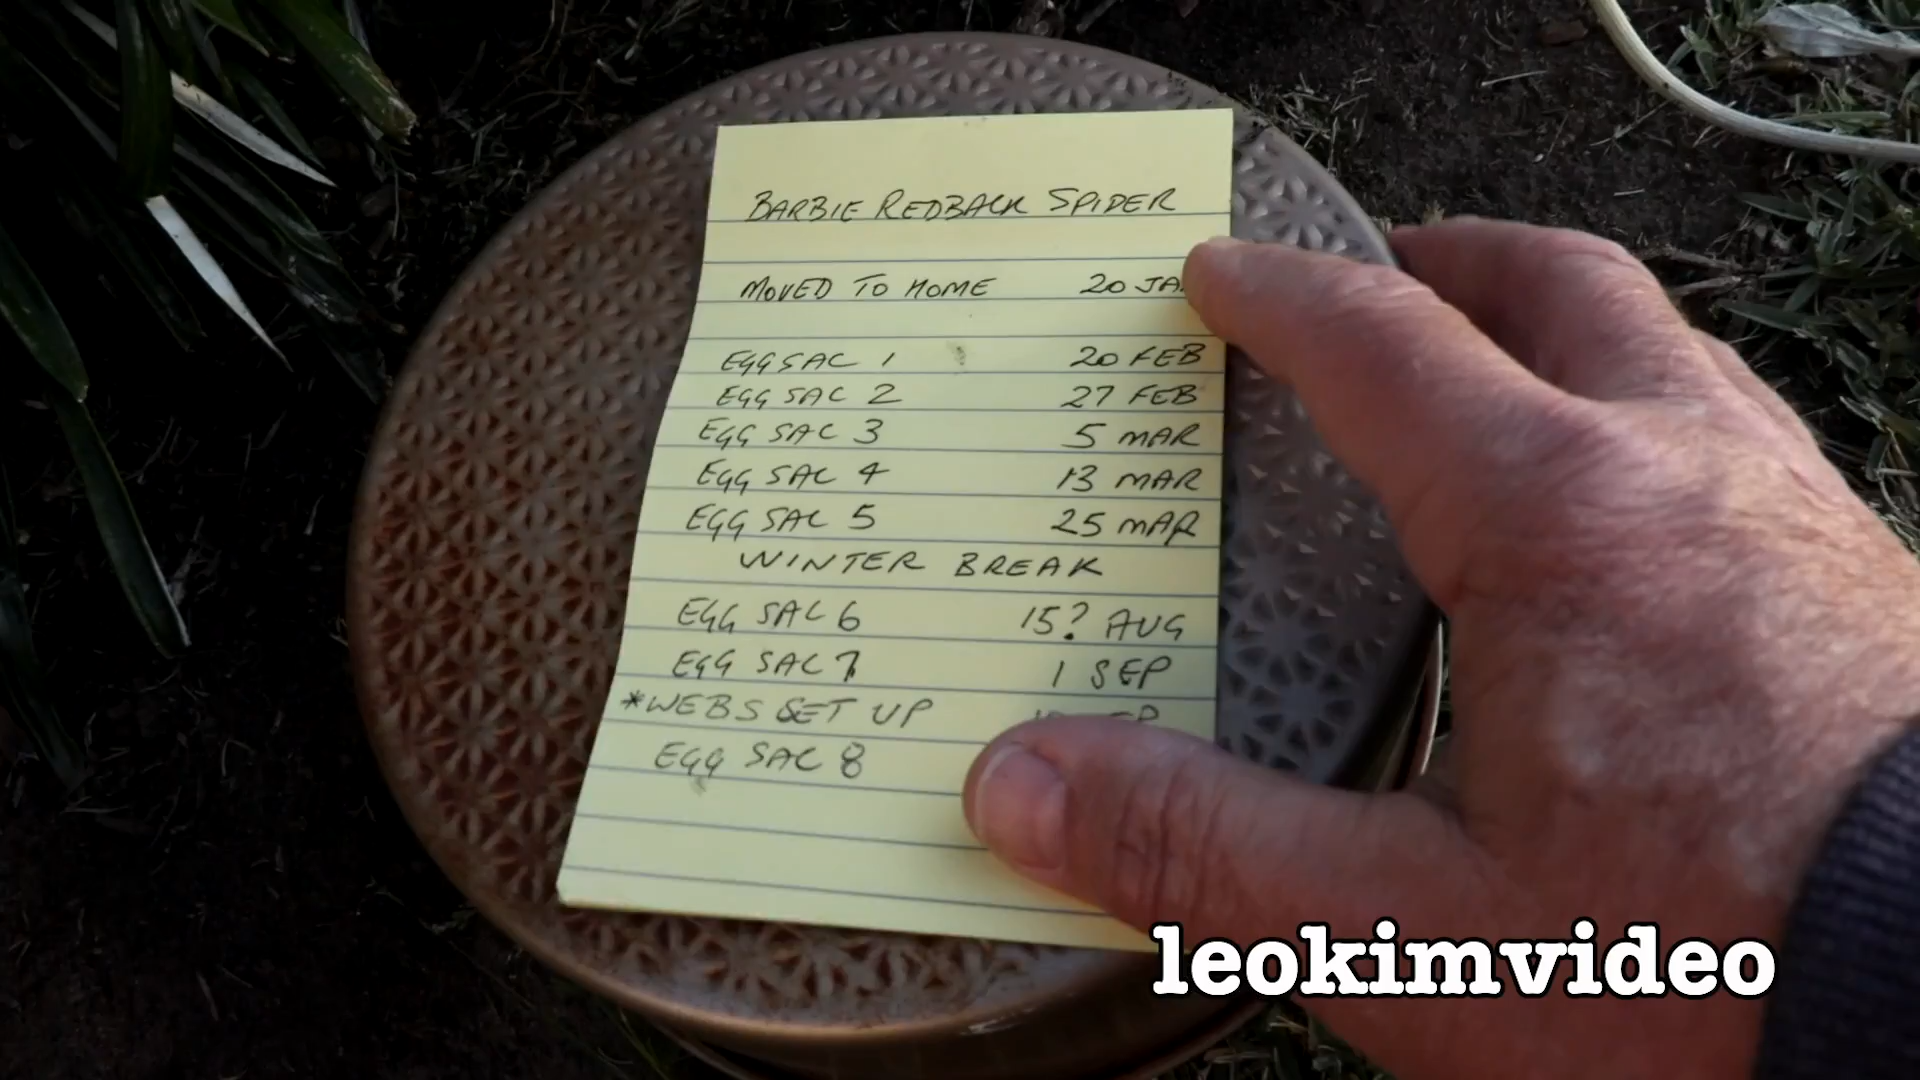 BARBIE REDBACK SPIDER
MOVED TO HOME 20 JA
EGG SAC 1 20 FEB
EGG SAC 2 27 FEB
EGG SAC 3 5 MAR
EGG SAC 4 13 MAR
EGG SAC 5 25 MAR
WINTER BREAK
EGG SAC 6 15? AUG
EGG SAC 7 1 SEP
*WEBS SET UP
EGG SAC 8
leokimvideo